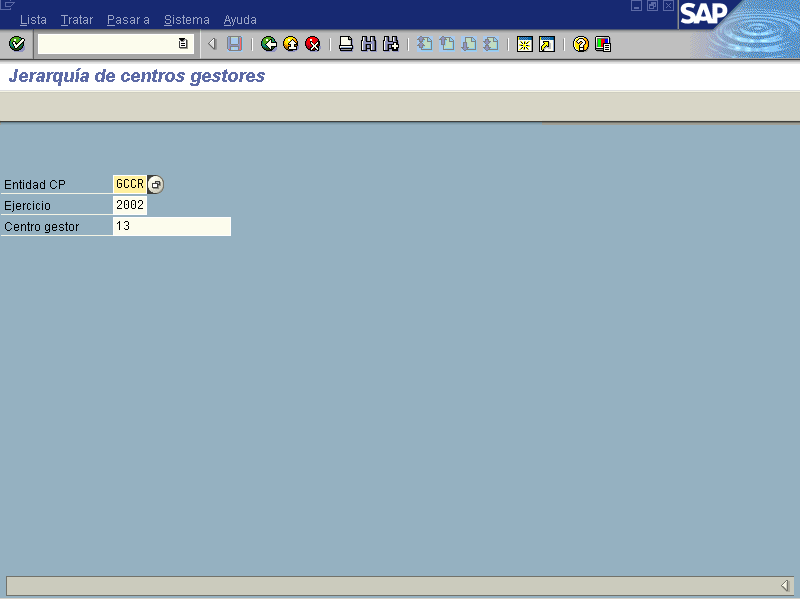 Lista Tratar Pasar a Sistema Ayuda
SAP
Jerarquía de centros gestores
Entidad CP GCCR
Ejercicio 2002
Centro gestor 13